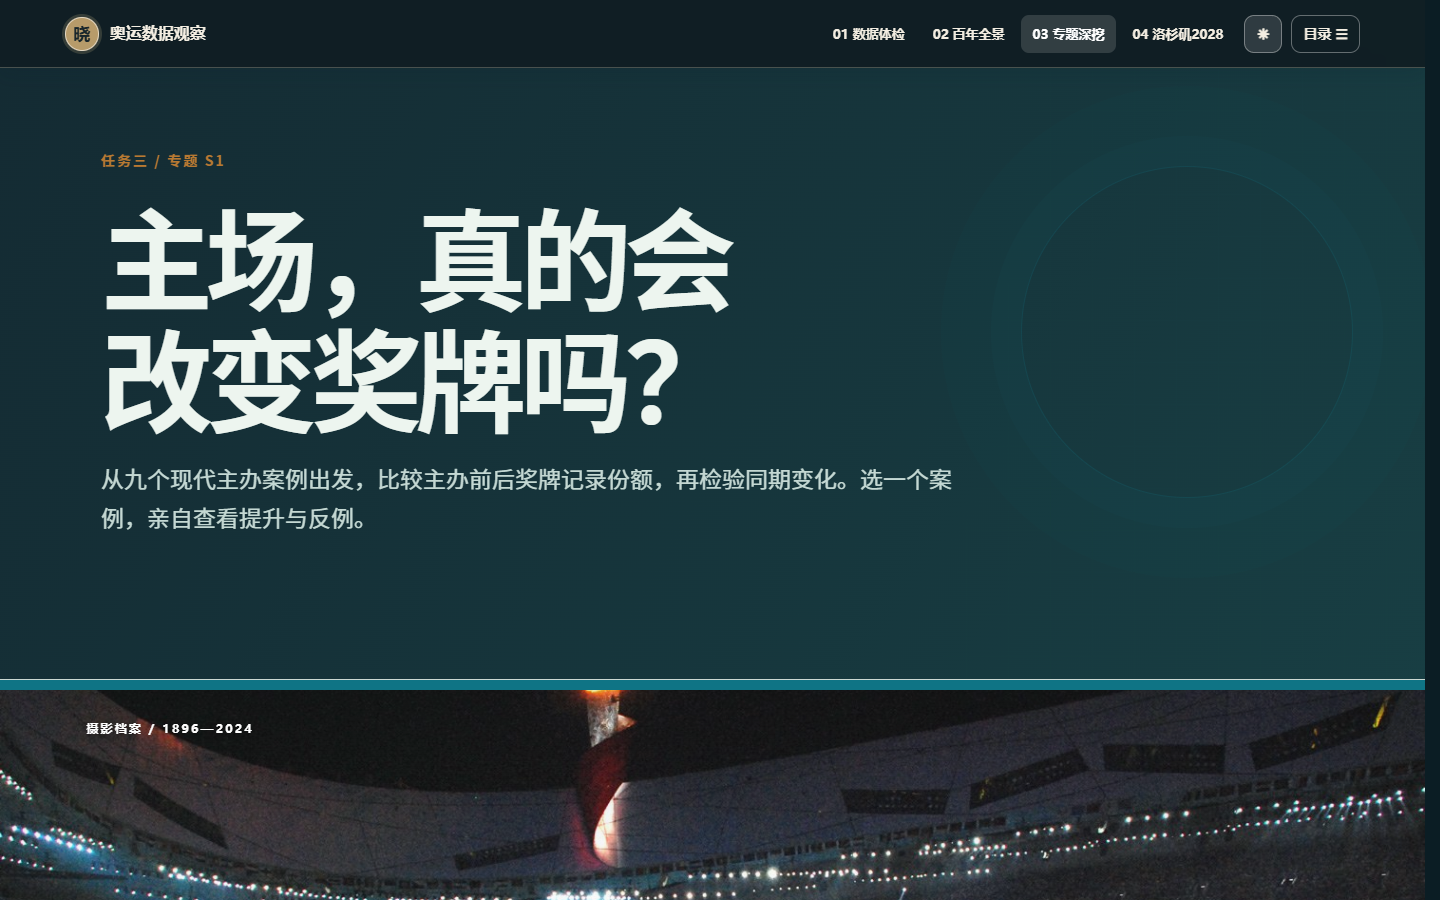 晓 奥运数据观察
01 数据体检 02 百年全景 03 专题深挖 04 洛杉矶2028 目录
任务三 / 专题 S1
主场，真的会
改变奖牌吗？
从九个现代主办案例出发，比较主办前后奖牌记录份额，再检验同期变化。选一个案
例，亲自查看提升与反例。
摄影档案 / 1896—2024